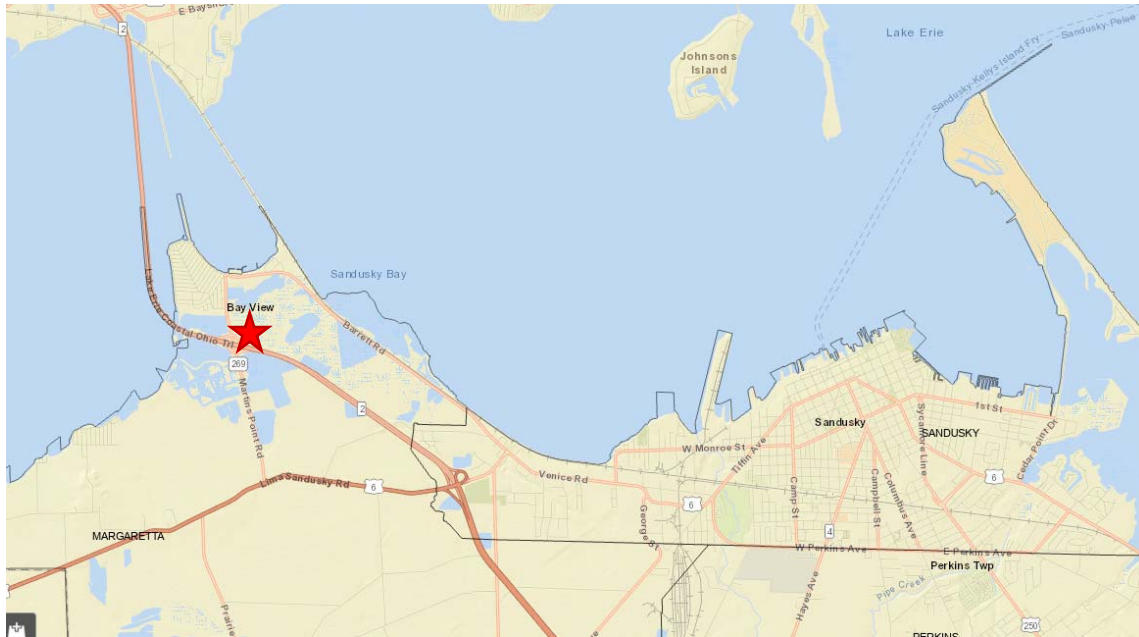 E Baysh
2
Lake Erie
Sandusky-Kellys Island Fry
Sandusky-Pelee
Johnsons
Island
Sandusky Bay
Bay View
Lake Erie Coastal Ohio Trl
Barrett Rd
269
Martins Point Rd
2
Lima Sandusky Rd
6
MARGARETTA
Prairie
Venice Rd
W Monroe St
Tiffin Ave
Sandusky
SANDUSKY
Sycamore Line
1st St
Cedar Point Dr
6
6
George St
Camp St
4
Campbell St
Columbus Ave
W Perkins Ave
E Perkins Ave
Perkins Twp
Hayes Ave
Pipe Creek
250
PERKINS